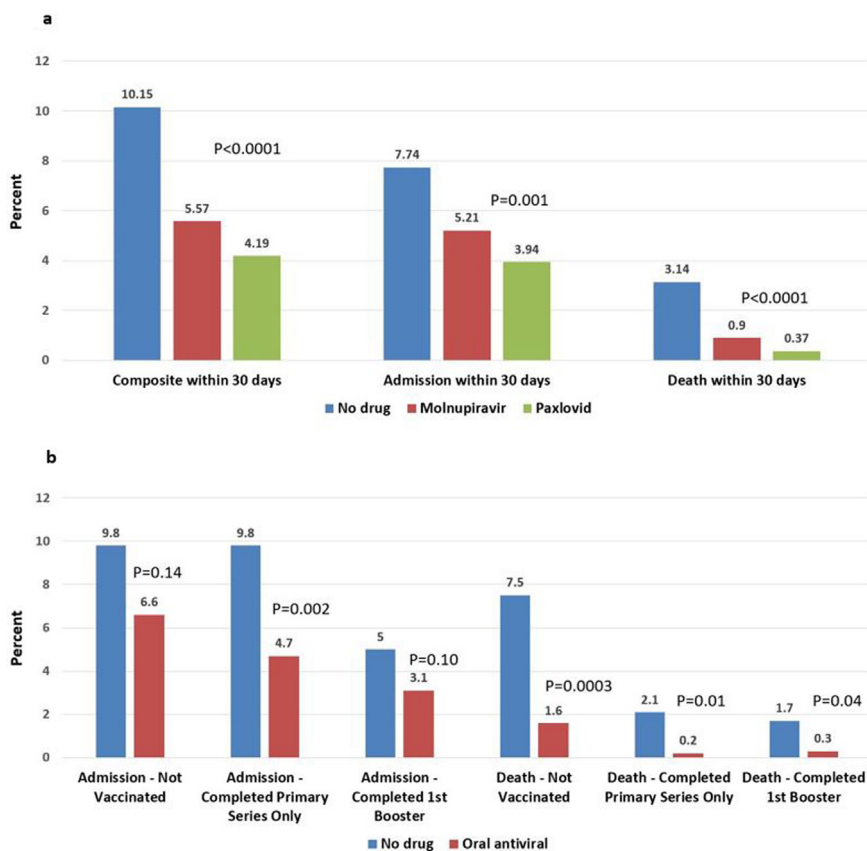 a
12
10
8
6
4
2
0
Percent
10.15
5.57
4.19
P<0.0001
7.74
5.21
3.94
P=0.001
3.14
0.9
0.37
P<0.0001
Composite within 30 days
Admission within 30 days
Death within 30 days
No drug
Molnupiravir
Paxlovid
b
12
10
8
6
4
2
0
Percent
9.8
6.6
P=0.14
9.8
4.7
P=0.002
5
3.1
P=0.10
7.5
1.6
P=0.0003
2.1
0.2
P=0.01
1.7
0.3
P=0.04
Admission - Not
Vaccinated
Admission -
Completed Primary
Series Only
Admission -
Completed 1st
Booster
Death - Not
Vaccinated
Death - Completed
Primary Series Only
Death - Completed
1st Booster
No drug
Oral antiviral